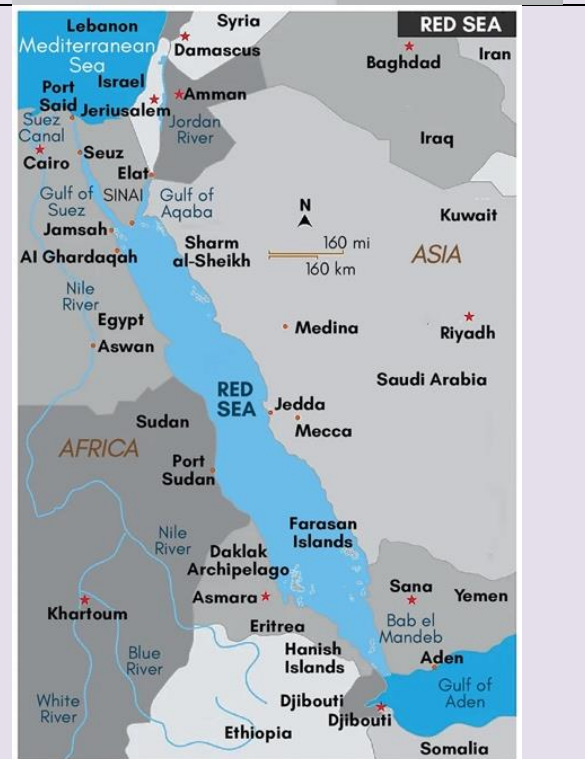 RED SEA
Lebanon
Syria
Mediterranean
Sea
Damascus
Baghdad
Iran
Israel
Port
Said
Jeriusalem
Amman
Suez
Canal
Jordan
River
Iraq
Cairo
Seuz
Elat
Gulf of
Suez
SINAI
Gulf of
Aqaba
N
Kuwait
Jamsah
Sharm
al-Sheikh
160 mi
160 km
ASIA
Al Ghardaqah
Nile
River
Egypt
Medina
Riyadh
Aswan
Saudi Arabia
RED
SEA
Jedda
Mecca
Sudan
AFRICA
Port
Sudan
Farasan
Islands
Nile
River
Daklak
Archipelago
Sana
Yemen
Asmara
Khartoum
Bab el
Mandeb
Eritrea
Blue
River
Hanish
Islands
Aden
Gulf of
Aden
White
River
Djibouti
Djibouti
Ethiopia
Somalia